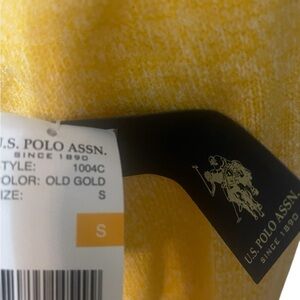 U.S. POLO ASSN.
SINCE 1890
STYLE: 1004C
COLOR: OLD GOLD
SIZE: S
S
U.S. POLO ASSN.
SINCE 1890